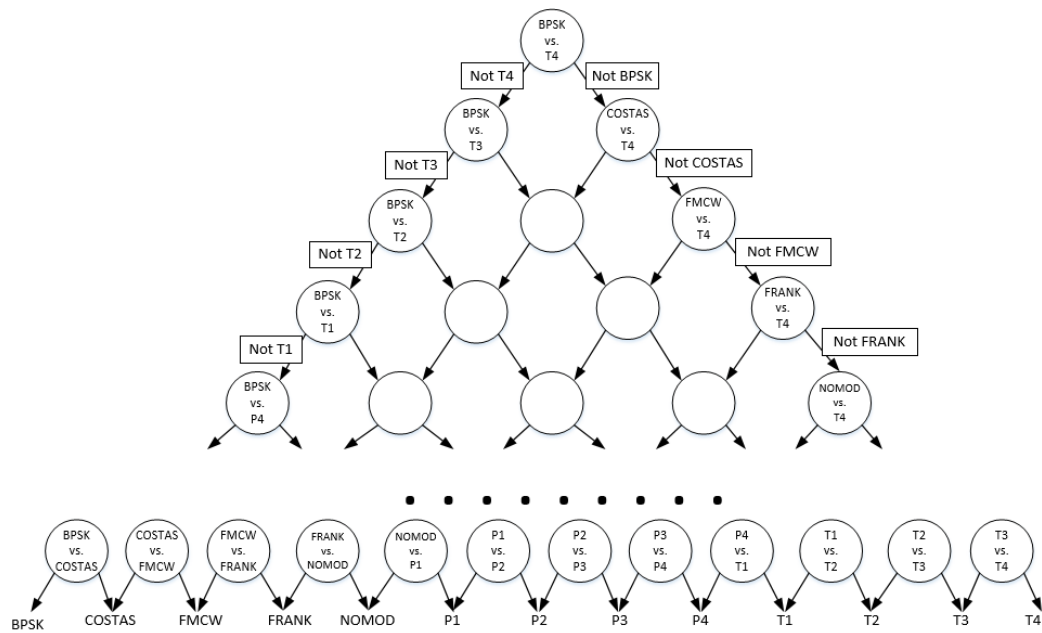 BPSK
vs.
T4
Not T4
Not BPSK
BPSK
vs.
T3
COSTAS
vs.
T4
Not T3
Not COSTAS
BPSK
vs.
T2
FMCW
vs.
T4
Not T2
Not FMCW
BPSK
vs.
T1
FRANK
vs.
T4
Not T1
Not FRANK
BPSK
vs.
P4
NOMOD
vs.
T4
BPSK
vs.
COSTAS
COSTAS
vs.
FMCW
FMCW
vs.
FRANK
FRANK
vs.
NOMOD
NOMOD
vs.
P1
P1
vs.
P2
P2
vs.
P3
P3
vs.
P4
P4
vs.
T1
T1
vs.
T2
T2
vs.
T3
T3
vs.
T4
BPSK COSTAS FMCW FRANK NOMOD P1 P2 P3 P4 T1 T2 T3 T4